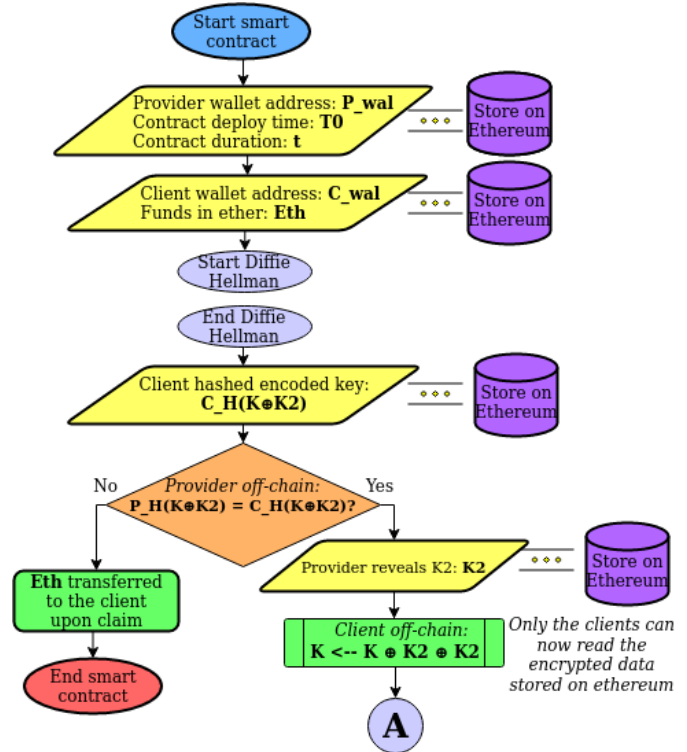 Start smart
contract
Provider wallet address: P_wal
Contract deploy time: T0
Contract duration: t
Store on
Ethereum
Client wallet address: C_wal
Funds in ether: Eth
Store on
Ethereum
Start Diffie
Hellman
End Diffie
Hellman
Client hashed encoded key:
C_H(K⊕K2)
Store on
Ethereum
No
Provider off-chain:
P_H(K⊕K2) = C_H(K⊕K2)?
Yes
Eth transferred
to the client
upon claim
Provider reveals K2: K2
Store on
Ethereum
End smart
contract
Client off-chain:
K <-- K ⊕ K2 ⊕ K2
Only the clients can
now read the
encrypted data
stored on ethereum
A